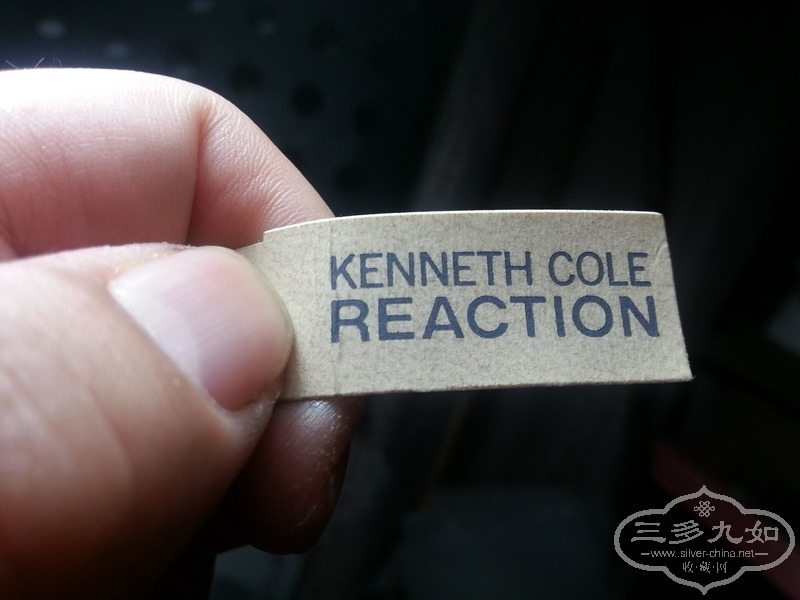 KENNETH COLE
REACTION
三多九如
www.silver-china.net
收·藏·网